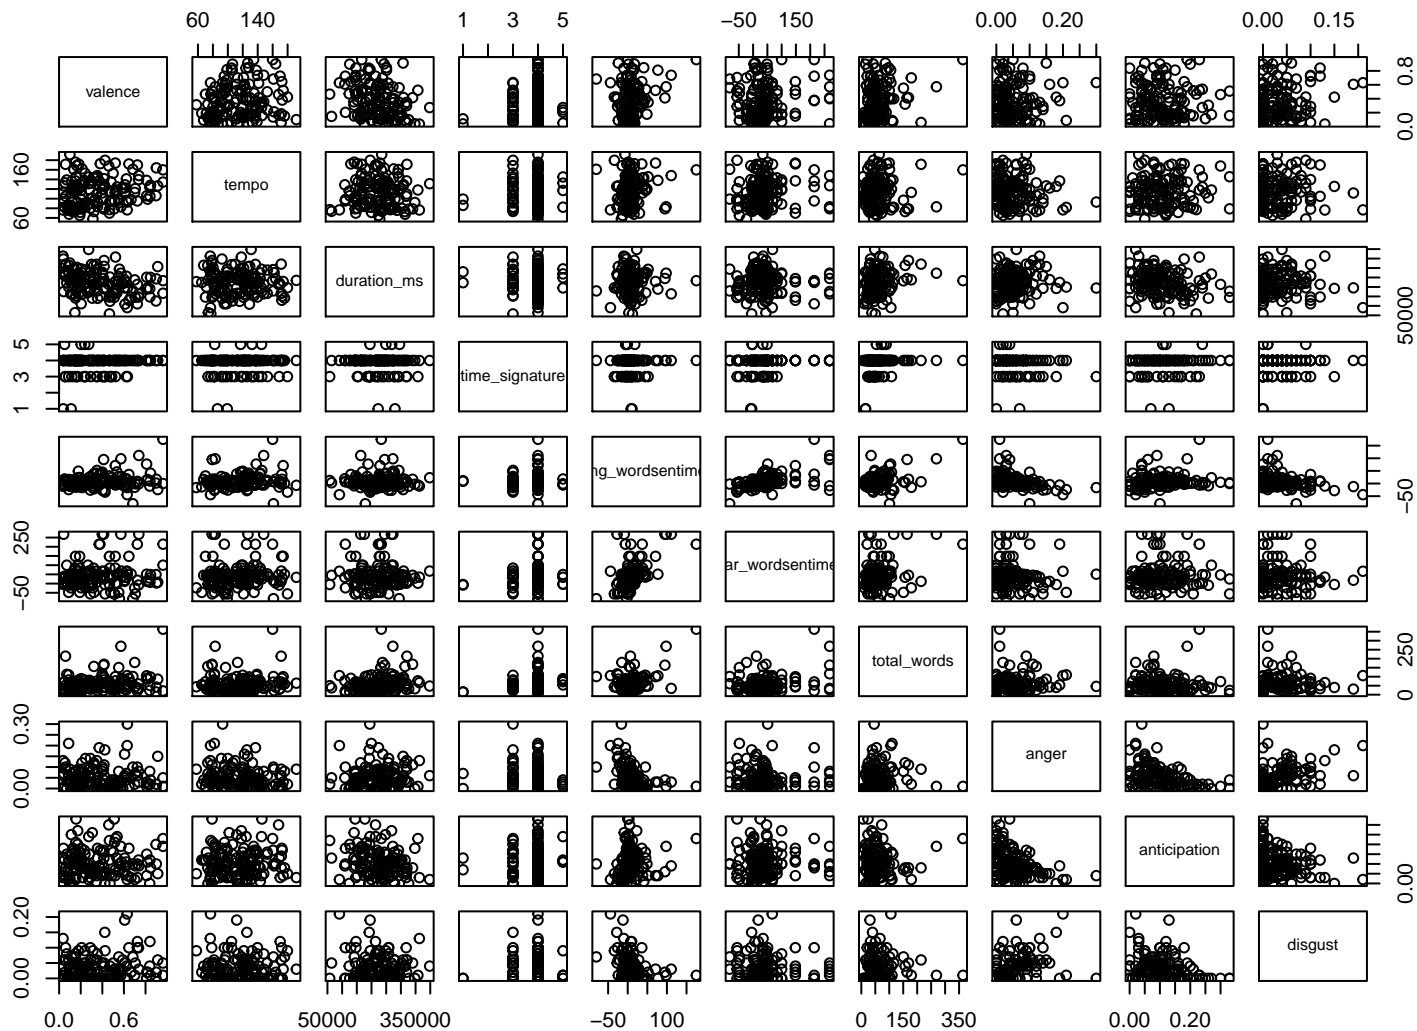 60 140 1 3 5 −50 150 0.00 0.20 0.00 0.15
valence 0.0 0.8
60 160 tempo
duration_ms 50000
1 3 5 time_signature
ng_wordsentime −50
−50 250 ar_wordsentime
total_words 0 250
0.00 0.30 anger
anticipation 0.00
0.00 0.20 disgust
0.0 0.6 50000 350000 −50 100 0 150 350 0.00 0.20